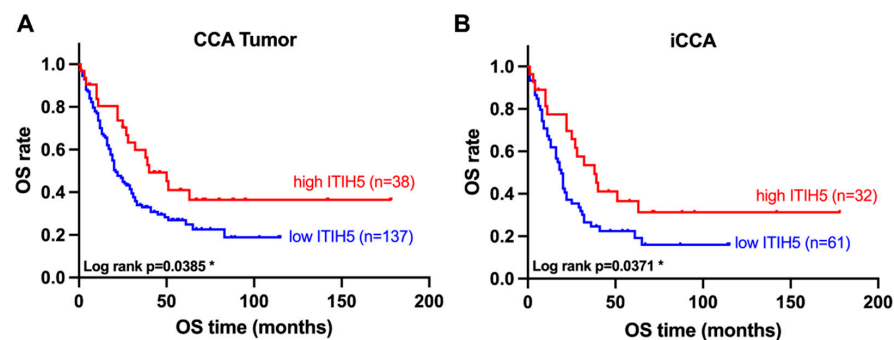 A
CCA Tumor
OS rate
1.0
0.8
0.6
0.4
0.2
0.0
high ITIH5 (n=38)
low ITIH5 (n=137)
Log rank p=0.0385 *
0 50 100 150 200
OS time (months)
B
iCCA
OS rate
1.0
0.8
0.6
0.4
0.2
0.0
high ITIH5 (n=32)
low ITIH5 (n=61)
Log rank p=0.0371 *
0 50 100 150 200
OS time (months)